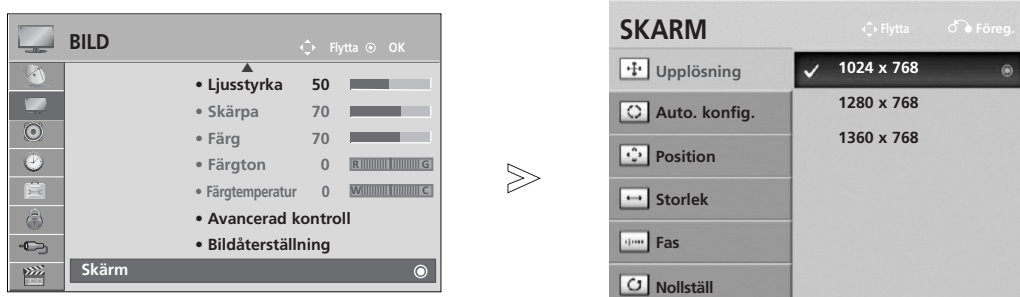 BILD
Flytta OK
• Ljusstyrka 50
• Skärpa 70
• Färg 70
• Färgton 0 R G
• Färgtemperatur 0 W C
• Avancerad kontroll
• Bildåterställning
Skärm
SKARM
Flytta Föreg.
Upplösning
Auto. konfig.
Position
Storlek
Fas
Nollställ
1024 x 768
1280 x 768
1360 x 768